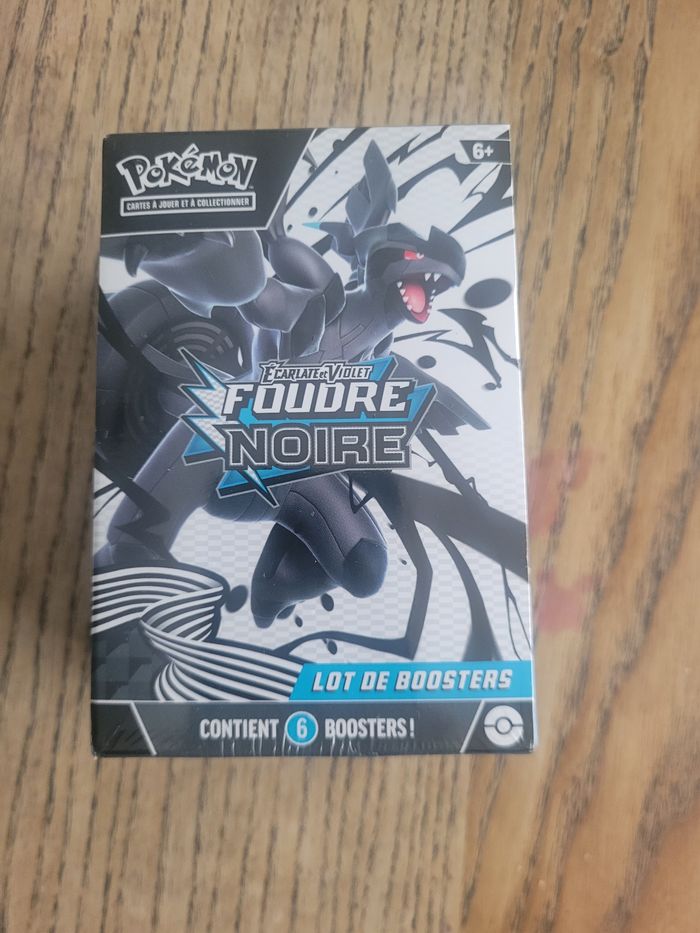 POKÉMON
CARTES À JOUER ET À COLLECTIONNER
6+
ÉCARLATE ET VIOLET
FOUDRE
NOIRE
LOT DE BOOSTERS
CONTIENT 6 BOOSTERS!